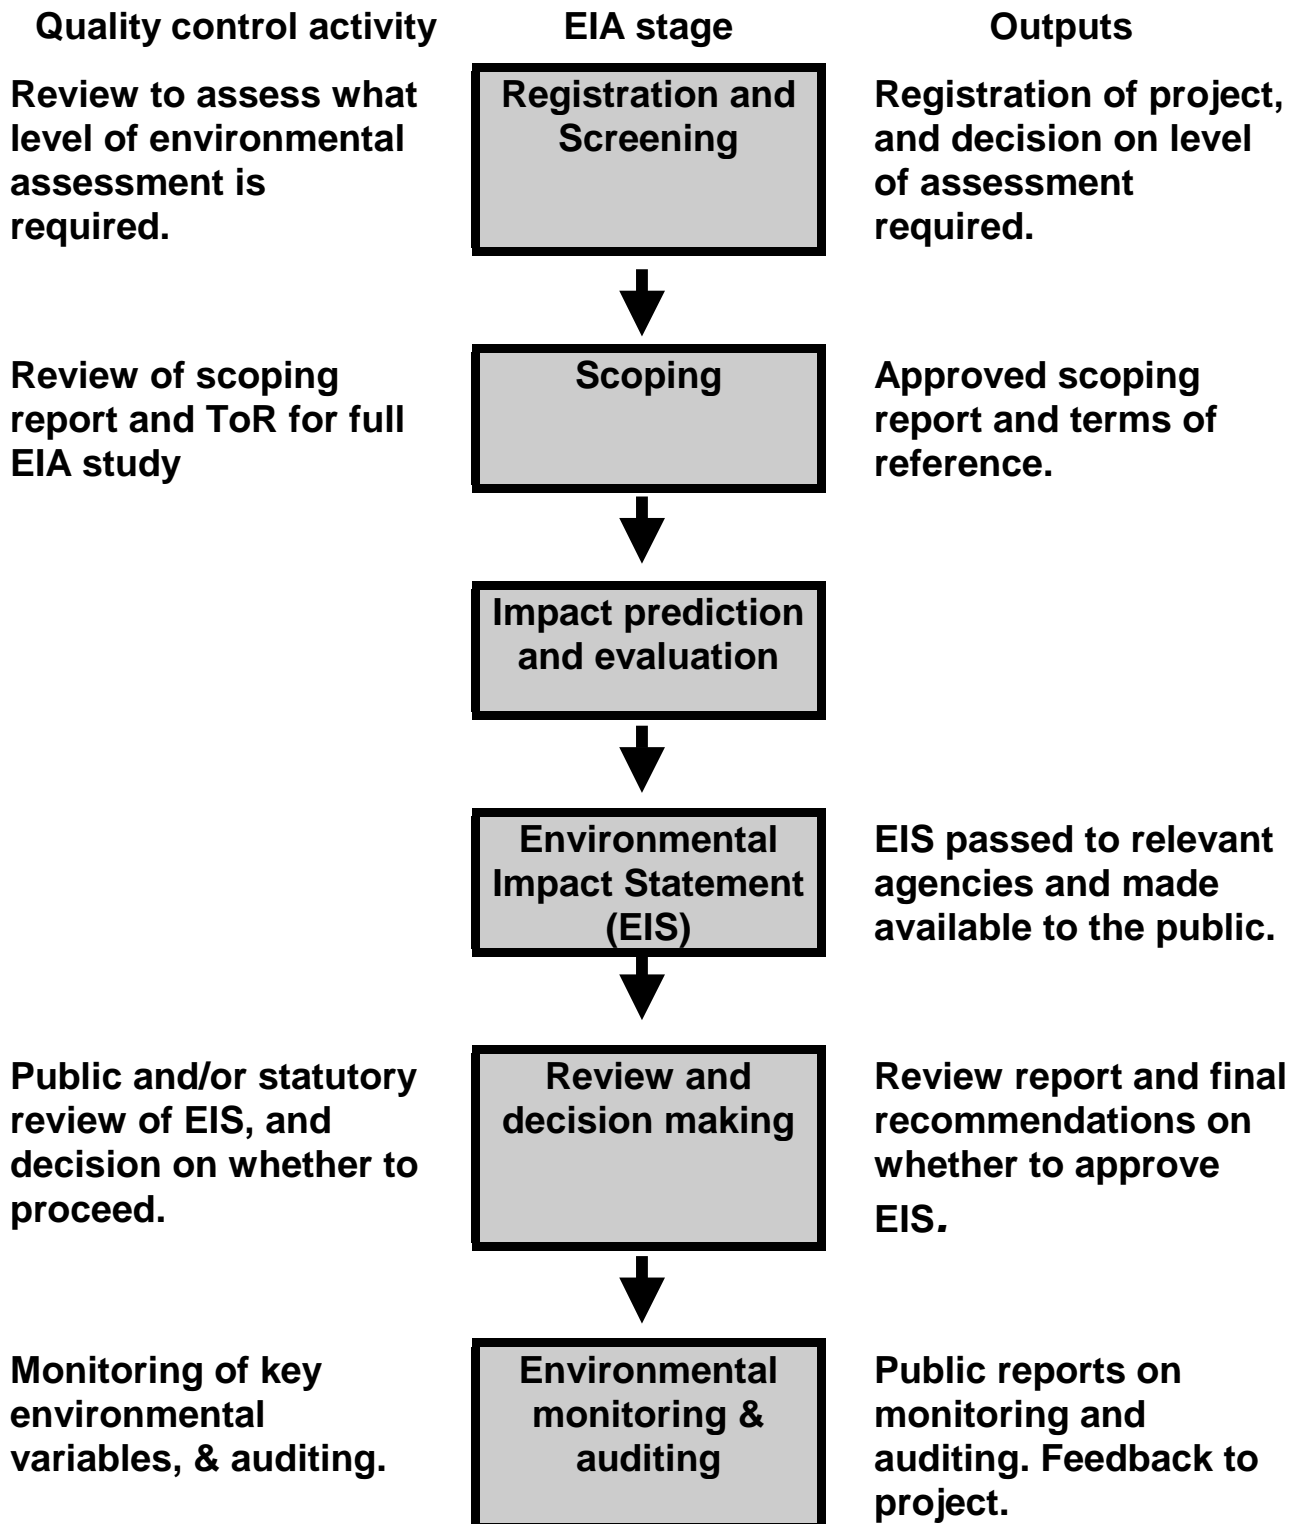 Quality control activity
EIA stage
Outputs
Review to assess what
level of environmental
assessment is
required.
Registration and
Screening
Registration of project,
and decision on level
of assessment
required.
Review of scoping
report and ToR for full
EIA study
Scoping
Approved scoping
report and terms of
reference.
Impact prediction
and evaluation
Environmental
Impact Statement
(EIS)
EIS passed to relevant
agencies and made
available to the public.
Public and/or statutory
review of EIS, and
decision on whether to
proceed.
Review and
decision making
Review report and final
recommendations on
whether to approve
EIS.
Monitoring of key
environmental
variables, & auditing.
Environmental
monitoring &
auditing
Public reports on
monitoring and
auditing. Feedback to
project.